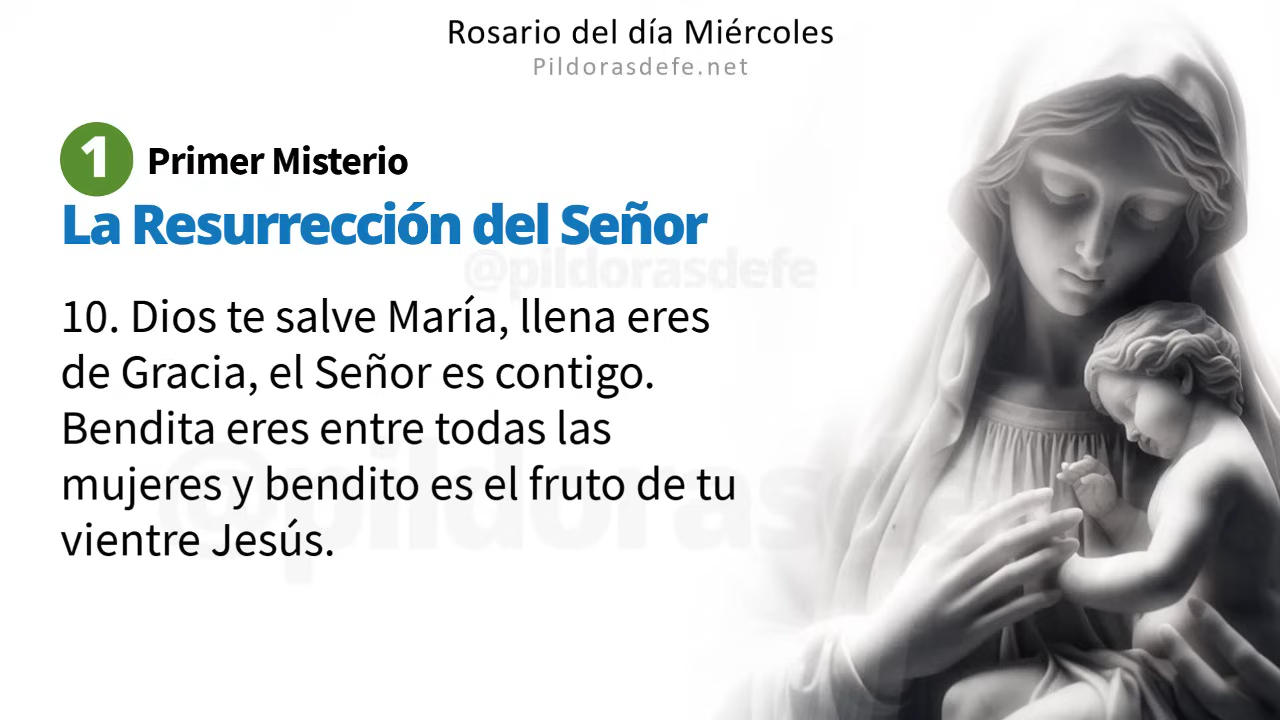 Rosario del día Miércoles
Pildorasdefe.net
1 Primer Misterio
La Resurrección del Señor
@pildorasdefe
10. Dios te salve María, llena eres
de Gracia, el Señor es contigo.
Bendita eres entre todas las
mujeres y bendito es el fruto de tu
vientre Jesús.